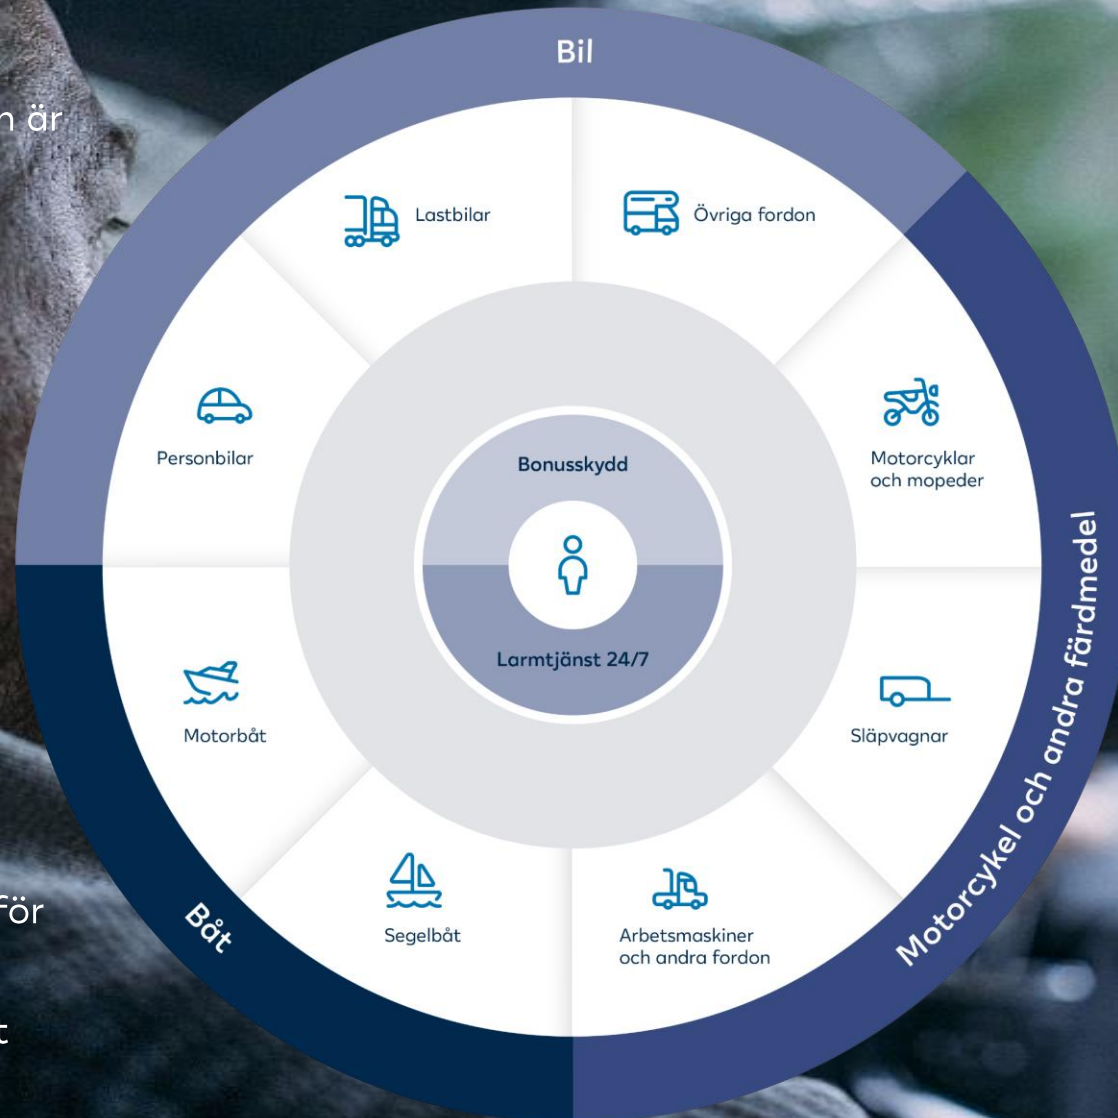 Bil
n är
Lastbilar
Övriga fordon
Personbilar
Bonusskydd
Motorcyklar
och mopeder
Larmtjänst 24/7
Motorcykel och andra färdmedel
Motorbåt
Släpvagnar
för
Båt
Segelbåt
Arbetsmaskiner
och andra fordon
t